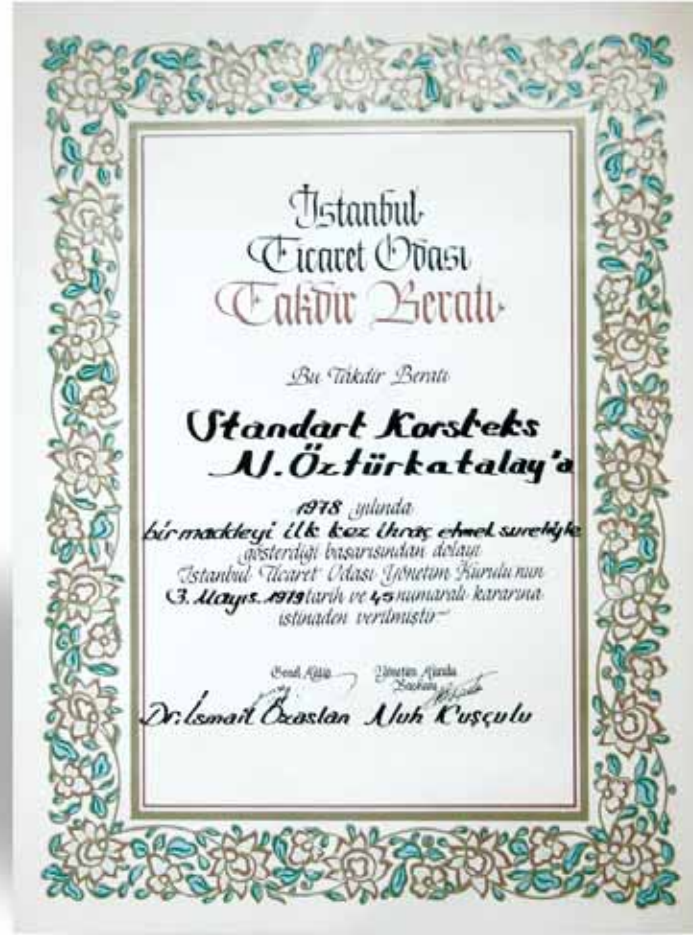 İstanbul
Ticaret Odası
Takdir Beratı
Bu Takdir Beratı
Standart Korsteks
N. Öztürkatalay'a
1978 yılında
bir maddeyi ilk kez ihraç etmek suretiyle
gösterdiği başarısından dolayı
İstanbul Ticaret Odası Yönetim Kurulu'nun
3. Mayıs. 1979 tarih ve 45 numaralı kararına
istinaden verilmiştir
Genel Kâtip Yönetim Kurulu
Başkanı
Dr. İsmail Özaslan Nuh Kuşçulu